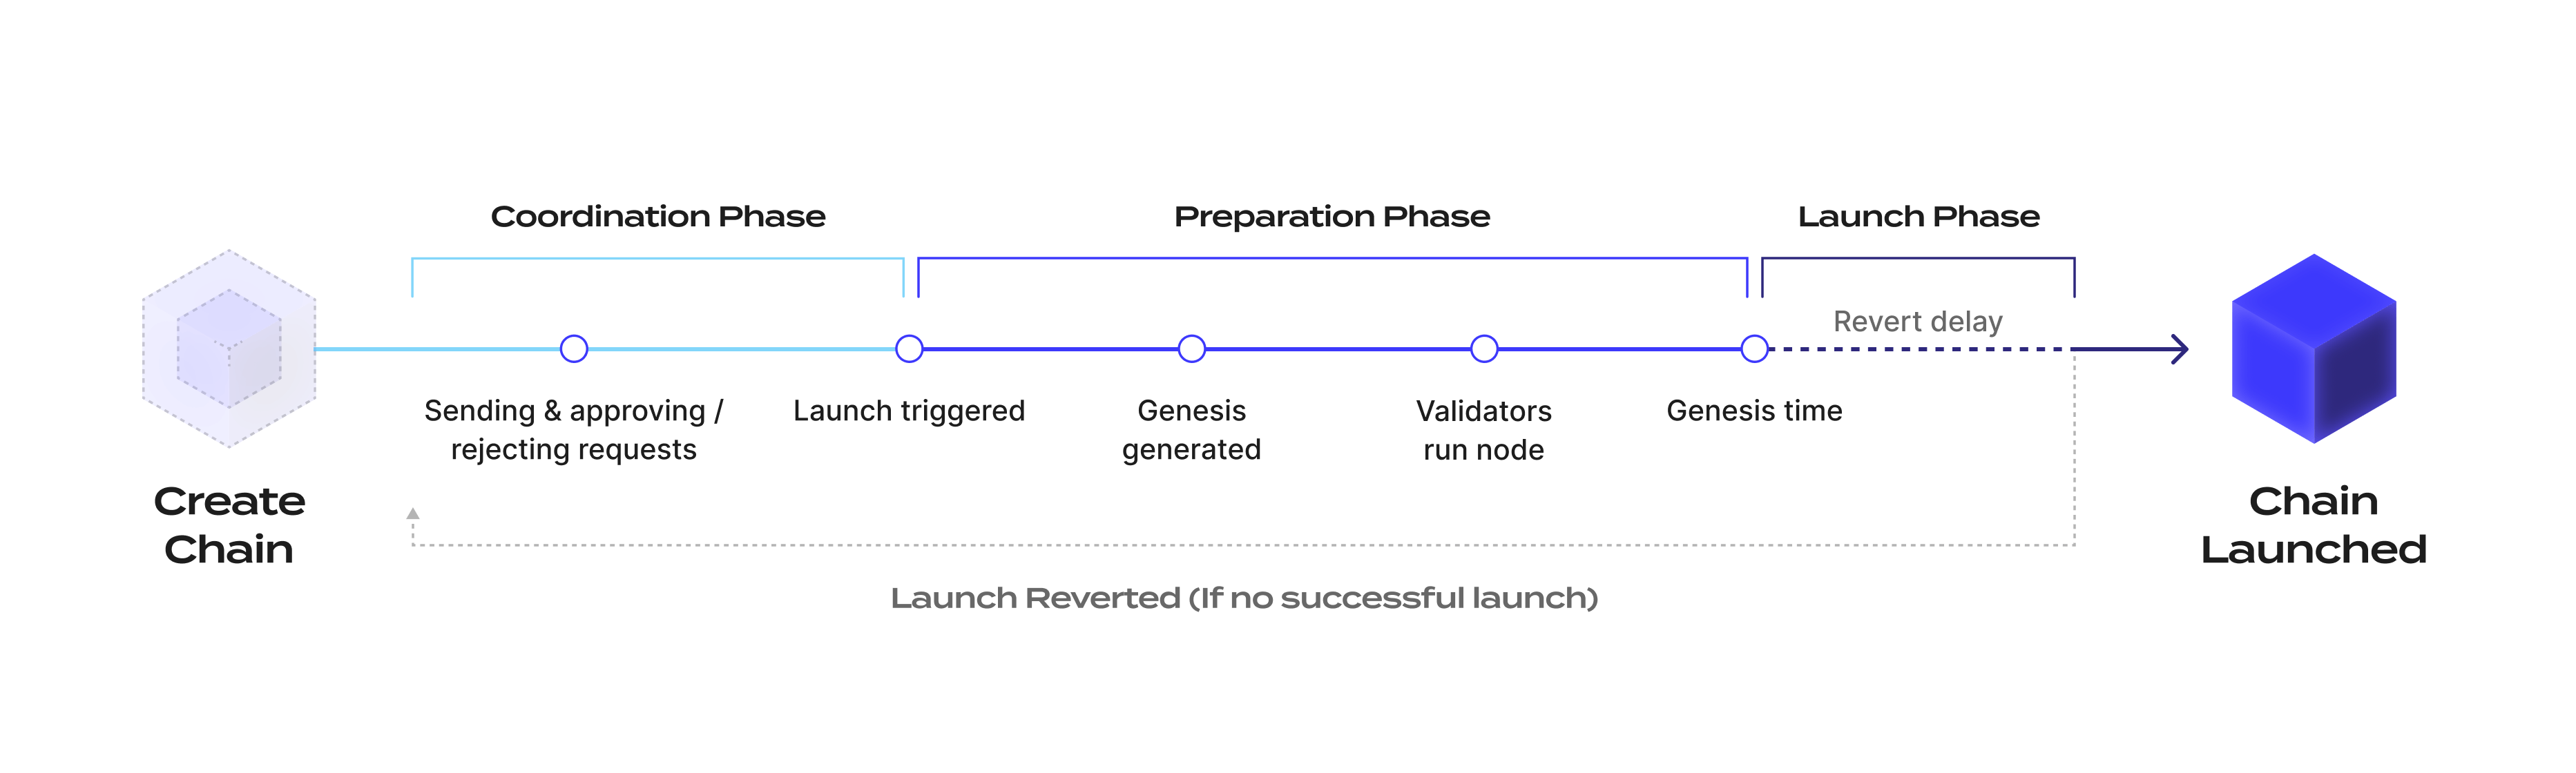 Coordination Phase
Preparation Phase
Launch Phase
Revert delay
Sending & approving /
rejecting requests
Launch triggered
Genesis
generated
Validators
run node
Genesis time
Create
Chain
Chain
Launched
Launch Reverted (If no successful launch)